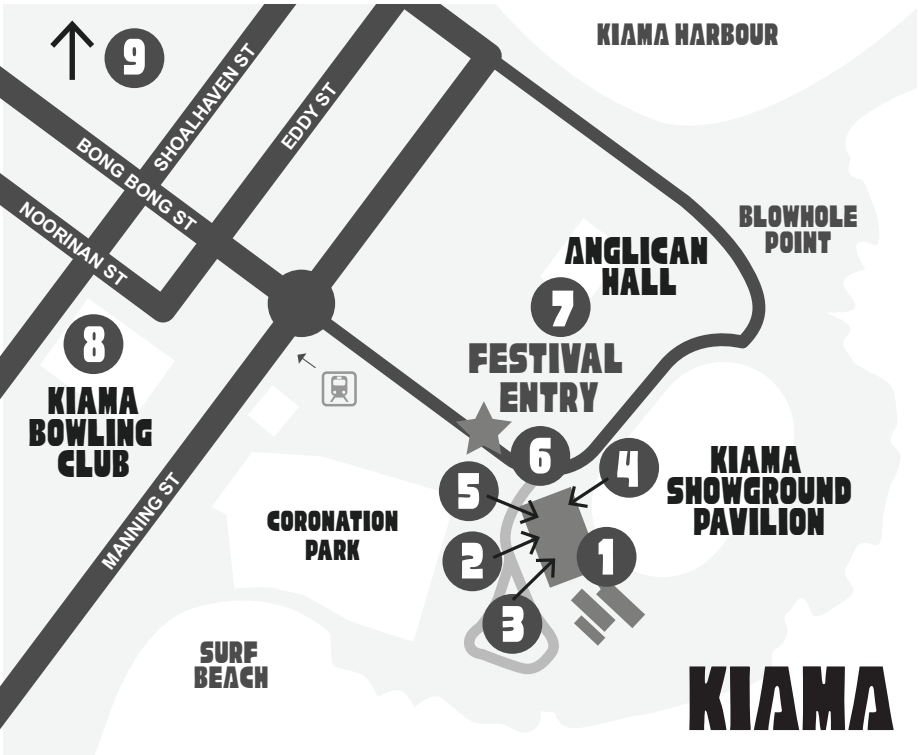 KIAMA HARBOUR
9
SHOALHAVEN ST
EDDY ST
BONG BONG ST
NOORINAN ST
BLOWHOLE
POINT
ANGLICAN
HALL
7
8
FESTIVAL
ENTRY
KIAMA
BOWLING
CLUB
6
4
5
KIAMA
SHOWGROUND
PAVILION
MANNING ST
CORONATION
PARK
2
1
3
SURF
BEACH
KIAMA